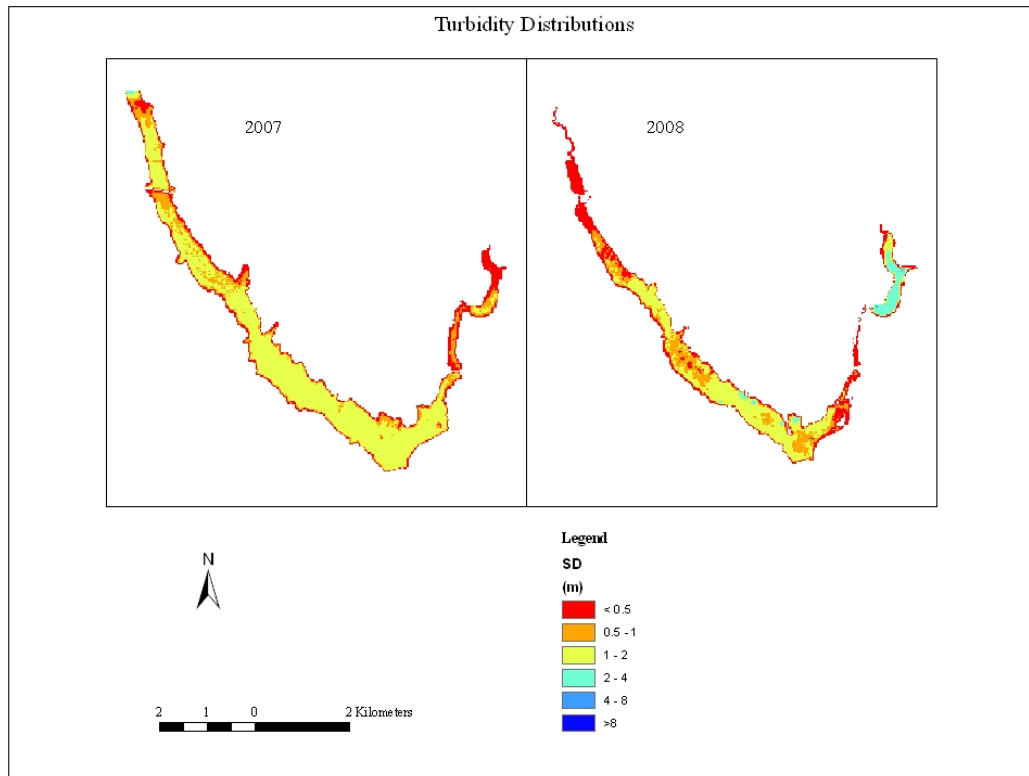 Turbidity Distributions
2007
2008
N
2 1 0 2 Kilometers
Legend
SD
(m)
< 0.5
0.5 - 1
1 - 2
2 - 4
4 - 8
>8